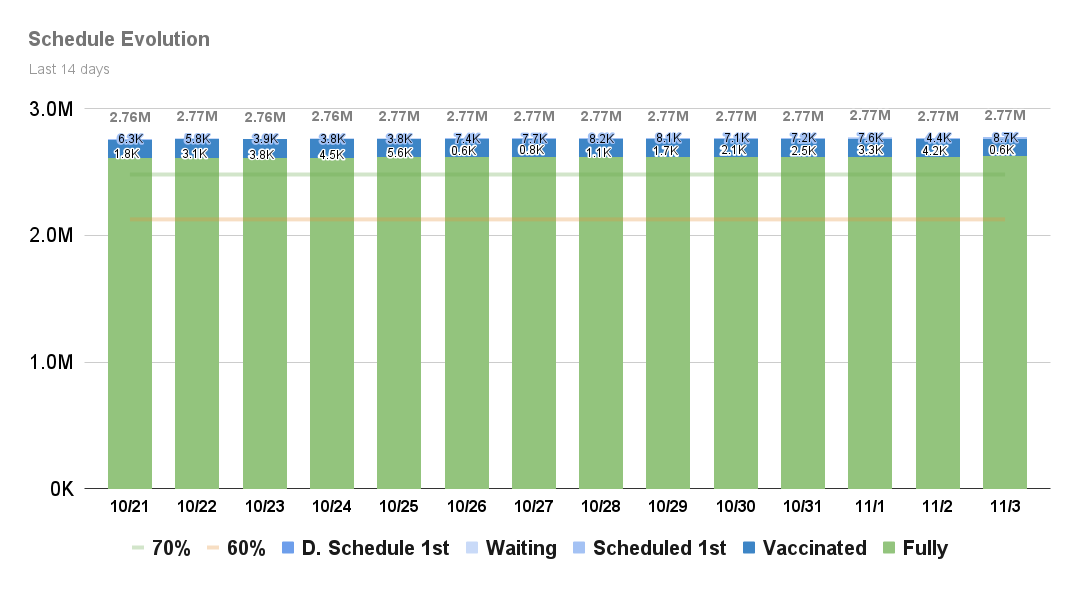 Schedule Evolution
Last 14 days
3.0M
2.76M 2.77M 2.76M 2.76M 2.77M 2.77M 2.77M 2.77M 2.77M 2.77M 2.77M 2.77M 2.77M 2.77M
6.3K 5.8K 3.9K 3.8K 3.8K 7.4K 7.7K 8.2K 8.1K 7.1K 7.2K 7.6K 4.4K 8.7K
1.8K 3.1K 3.8K 4.5K 5.6K 0.6K 0.8K 1.1K 1.7K 2.1K 2.5K 3.3K 4.2K 0.6K
2.0M
1.0M
0K
10/21 10/22 10/23 10/24 10/25 10/26 10/27 10/28 10/29 10/30 10/31 11/1 11/2 11/3
70% 60% D. Schedule 1st Waiting Scheduled 1st Vaccinated Fully